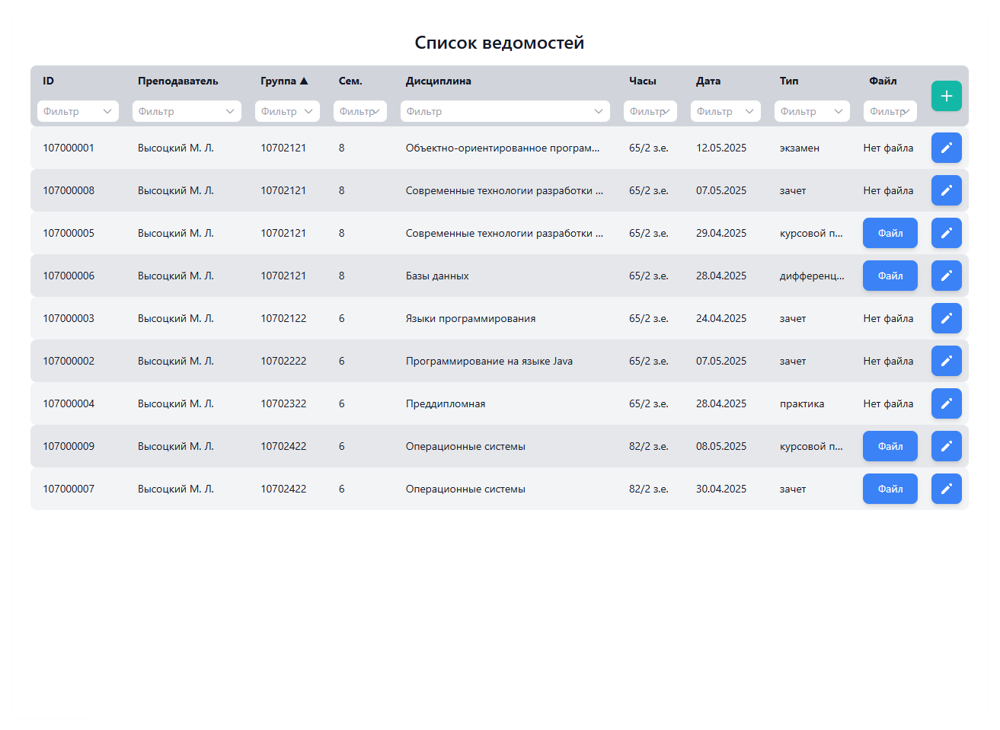 Список ведомостей
ID Преподаватель Группа ▲ Сем. Дисциплина Часы Дата Тип Файл
Фильтр Фильтр Фильтр Фильтр Фильтр Фильтр Фильтр Фильтр Фильтр
107000001 Высоцкий М. Л. 10702121 8 Объектно-ориентированное програм... 65/2 з.е. 12.05.2025 экзамен Нет файла
107000008 Высоцкий М. Л. 10702121 8 Современные технологии разработки ... 65/2 з.е. 07.05.2025 зачет Нет файла
107000005 Высоцкий М. Л. 10702121 8 Современные технологии разработки ... 65/2 з.е. 29.04.2025 курсовой п... Файл
107000006 Высоцкий М. Л. 10702121 8 Базы данных 65/2 з.е. 28.04.2025 дифференц... Файл
107000003 Высоцкий М. Л. 10702122 6 Языки программирования 65/2 з.е. 24.04.2025 зачет Нет файла
107000002 Высоцкий М. Л. 10702222 6 Программирование на языке Java 65/2 з.е. 07.05.2025 зачет Нет файла
107000004 Высоцкий М. Л. 10702322 6 Преддипломная 65/2 з.е. 28.04.2025 практика Нет файла
107000009 Высоцкий М. Л. 10702422 6 Операционные системы 82/2 з.е. 08.05.2025 курсовой п... Файл
107000007 Высоцкий М. Л. 10702422 6 Операционные системы 82/2 з.е. 30.04.2025 зачет Файл